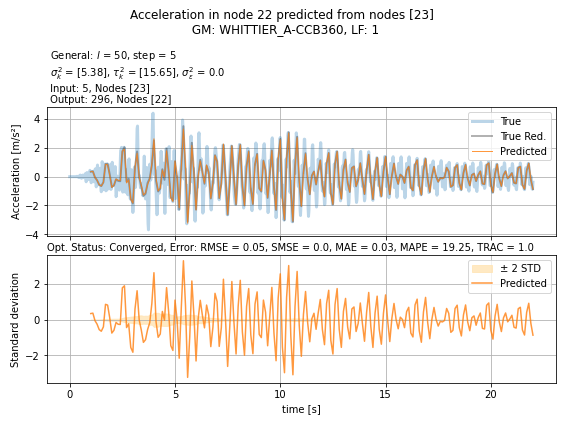 Acceleration in node 22 predicted from nodes [23]
GM: WHITTIER_A-CCB360, LF: 1
General: l = 50, step = 5
σ²ₖ = [5.38], τ²ₖ = [15.65], σ²ε = 0.0
Input: 5, Nodes [23]
Output: 296, Nodes [22]
4
2
0
−2
−4
Acceleration [m/s²]
True
True Red.
Predicted
Opt. Status: Converged, Error: RMSE = 0.05, SMSE = 0.0, MAE = 0.03, MAPE = 19.25, TRAC = 1.0
2
0
−2
Standard deviation
± 2 STD
Predicted
0 5 10 15 20
time [s]